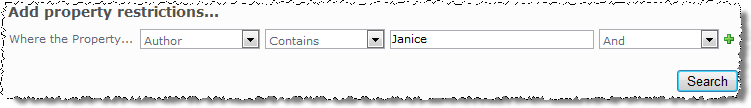 Add property restrictions...
Where the Property... Author Contains Janice And
Search